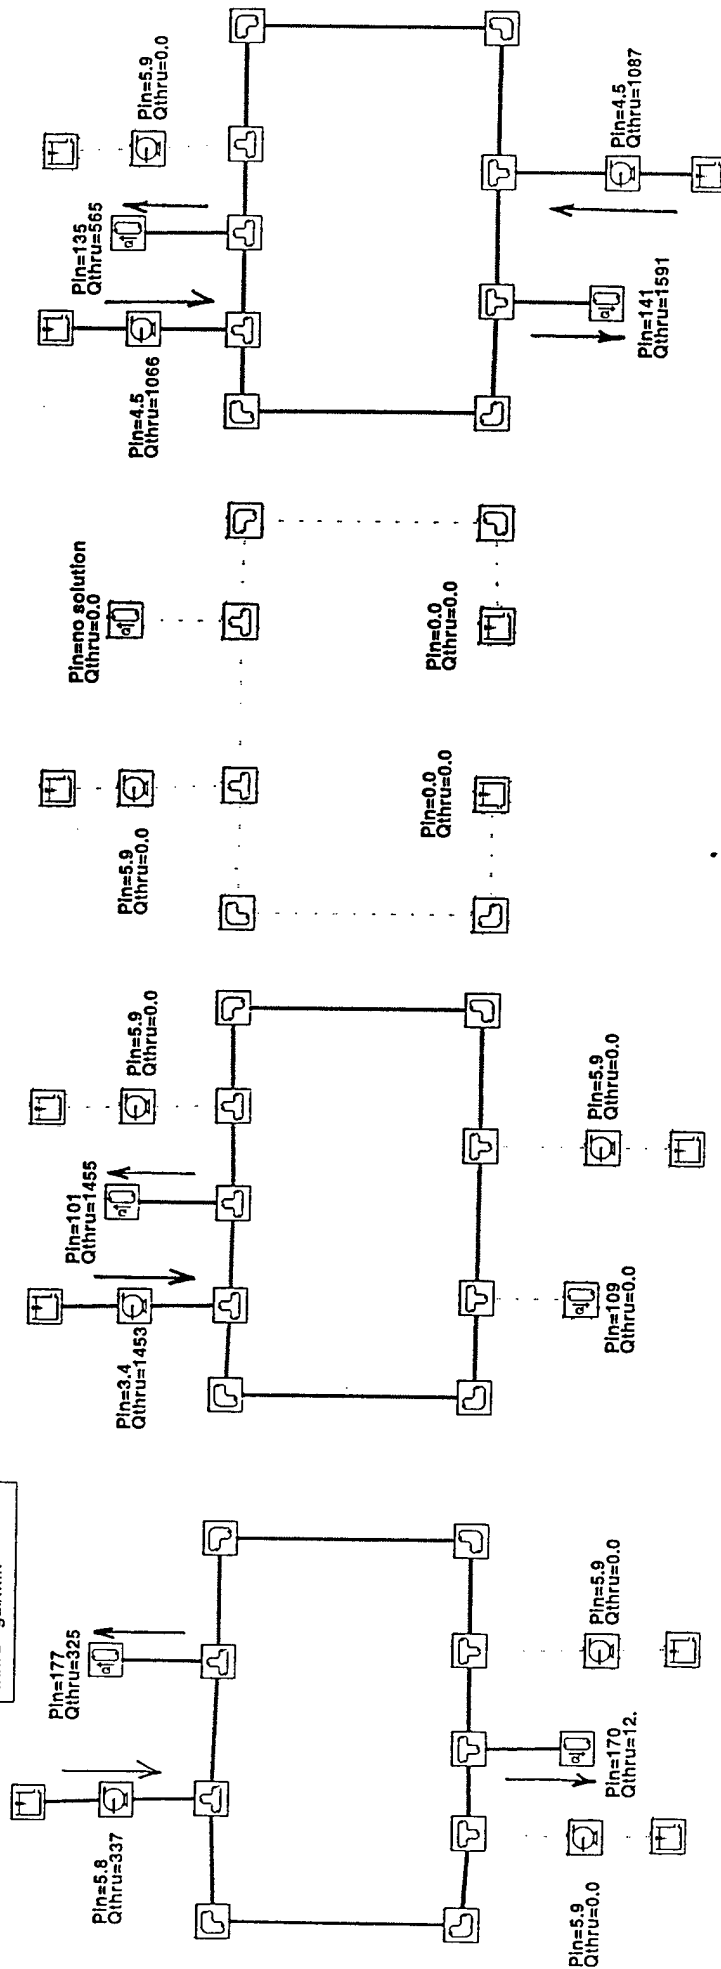 Pin=5.8
Qthru=337
Pin=177
Qthru=325
Pin=5.9
Qthru=0.0
Pin=170
Qthru=12.
Pin=5.9
Qthru=0.0
Pin=3.4
Qthru=1453
Pin=101
Qthru=1455
Pin=5.9
Qthru=0.0
Pin=109
Qthru=0.0
Pin=5.9
Qthru=0.0
Pin=5.9
Qthru=0.0
Pin=no solution
Qthru=0.0
Pin=0.0
Qthru=0.0
Pin=0.0
Qthru=0.0
Pin=4.5
Qthru=1066
Pin=135
Qthru=565
Pin=5.9
Qthru=0.0
Pin=141
Qthru=1591
Pin=4.5
Qthru=1087